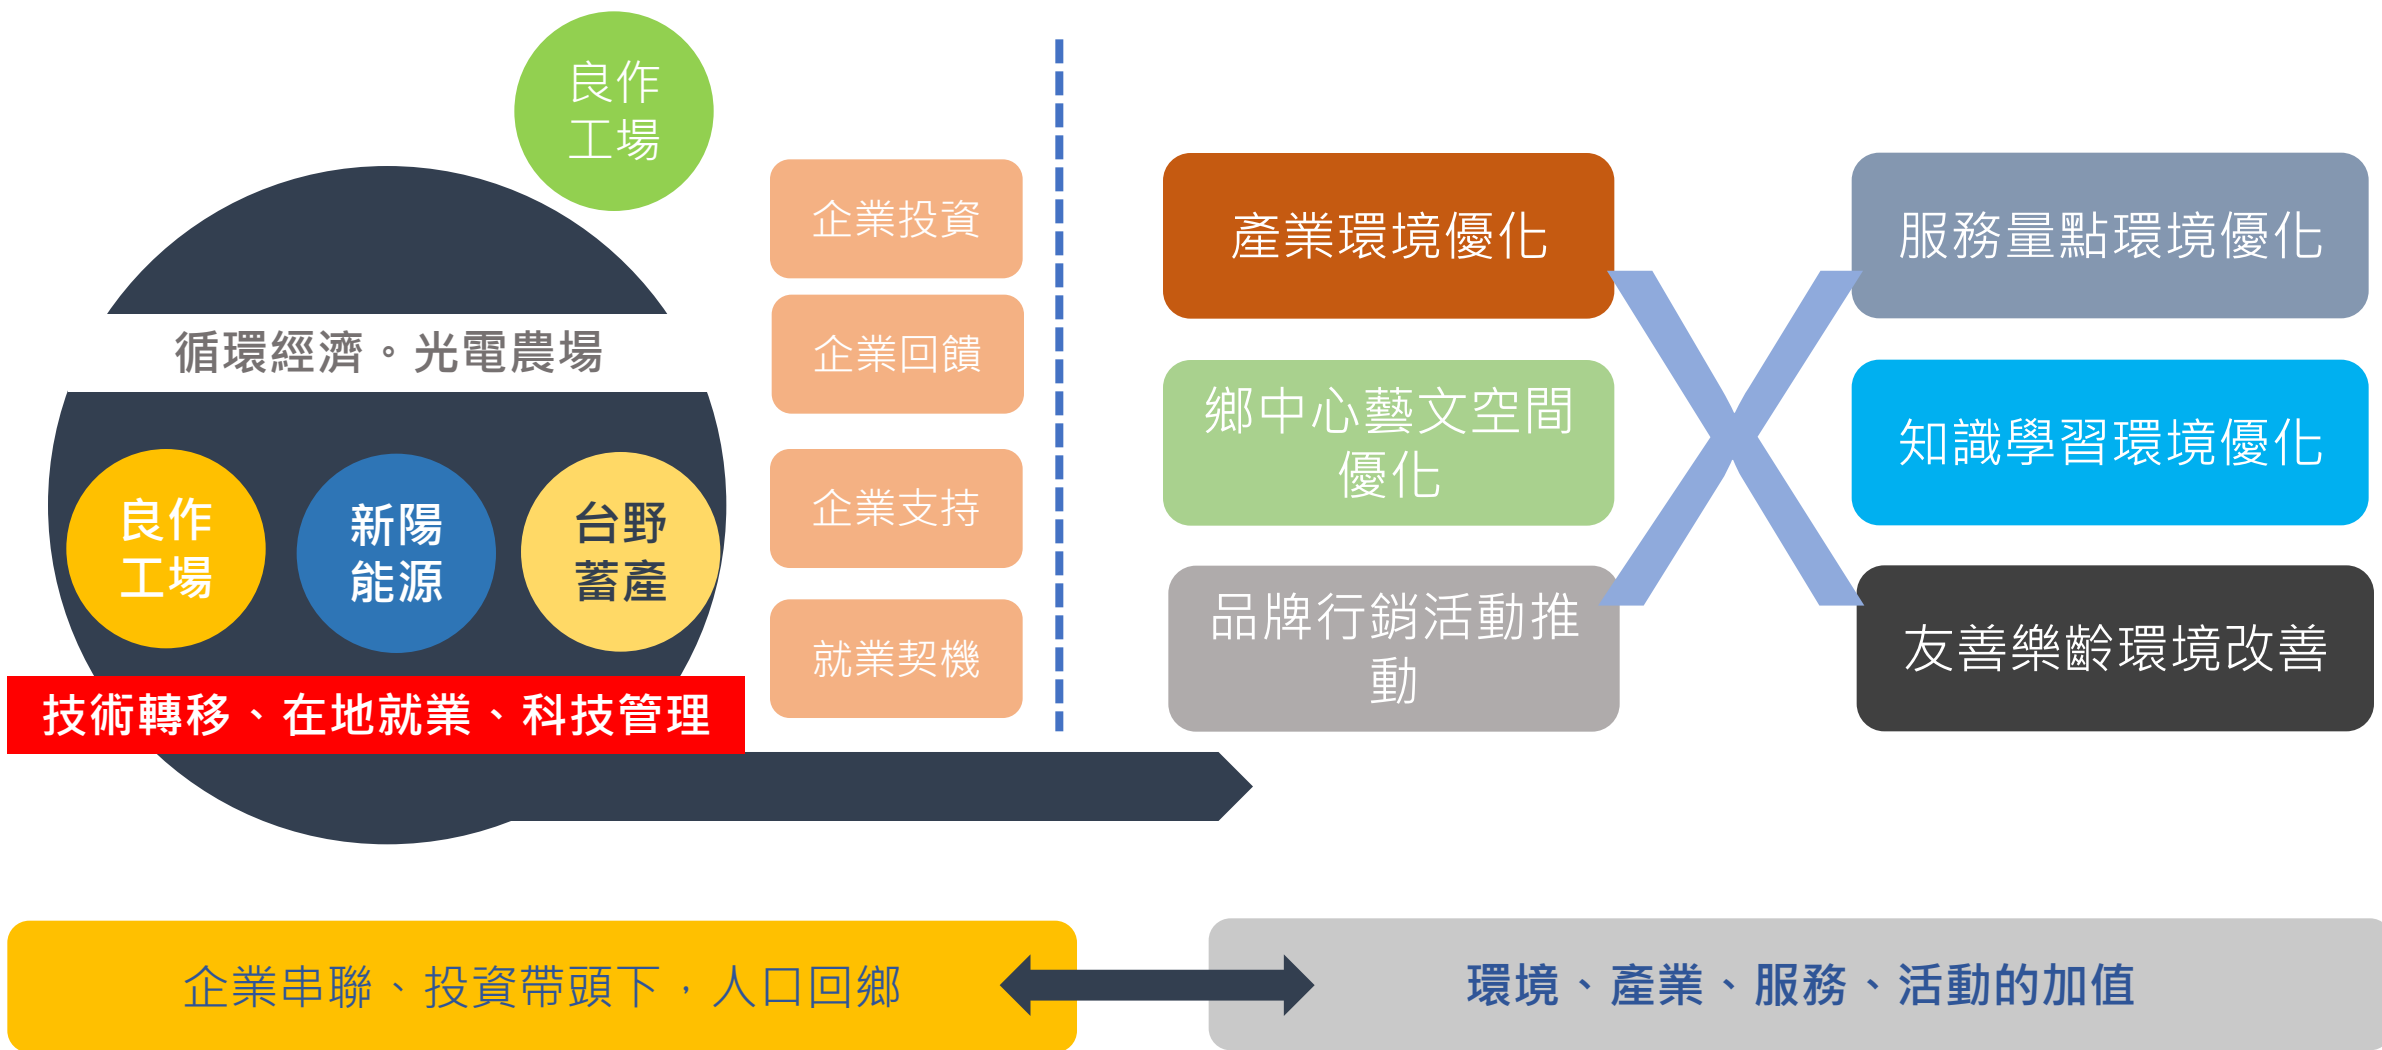 良作
工場
循環經濟。光電農場
良作
工場
新陽
能源
台野
蓄產
技術轉移、在地就業、科技管理
企業投資
企業回饋
企業支持
就業契機
產業環境優化
鄉中心藝文空間
優化
品牌行銷活動推
動
X
服務量點環境優化
知識學習環境優化
友善樂齡環境改善
企業串聯、投資帶頭下，人口回鄉
環境、產業、服務、活動的加值